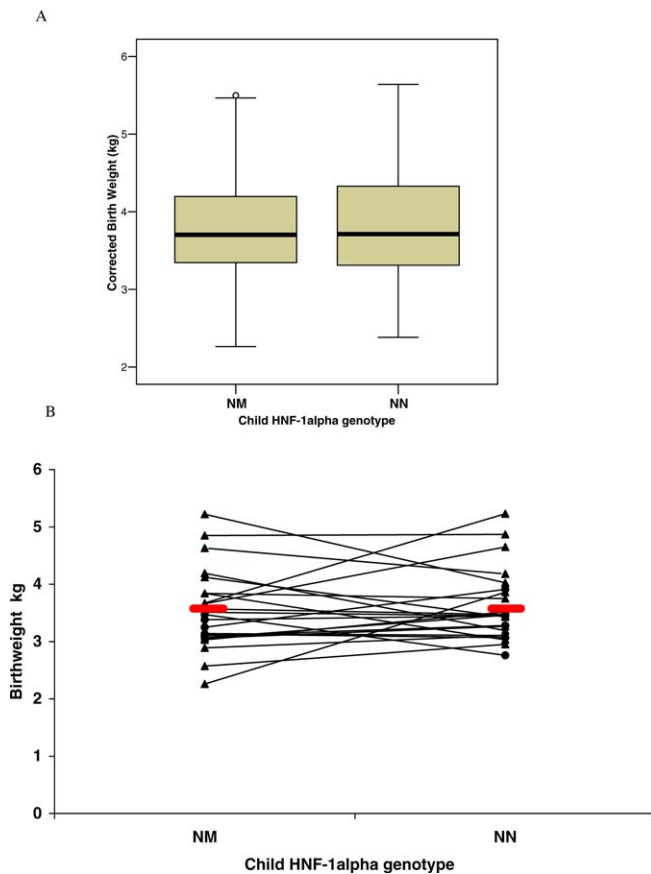 A
6
5
4
3
2
Corrected Birth Weight (kg)
NM NN
Child HNF-1alpha genotype
B
6
5
4
3
2
1
0
Birthweight kg
NM NN
Child HNF-1alpha genotype